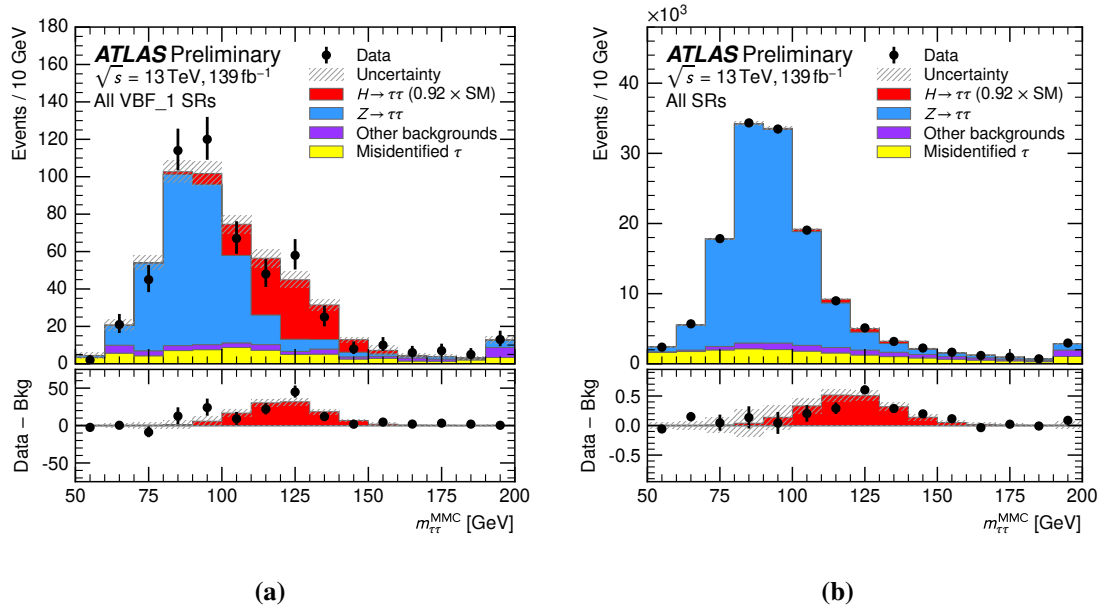 180
160
140
120
100
80
60
40
20
0
Events / 10 GeV
ATLAS Preliminary
√s = 13 TeV, 139 fb⁻¹
All VBF_1 SRs
Data
Uncertainty
H→ττ (0.92 × SM)
Z→ττ
Other backgrounds
Misidentified τ
50
0
-50
Data − Bkg
50 75 100 125 150 175 200
m_ττ^MMC [GeV]
(a)
×10³
40
30
20
10
0
Events / 10 GeV
ATLAS Preliminary
√s = 13 TeV, 139 fb⁻¹
All SRs
Data
Uncertainty
H→ττ (0.92 × SM)
Z→ττ
Other backgrounds
Misidentified τ
0.5
0.0
-0.5
Data − Bkg
50 75 100 125 150 175 200
m_ττ^MMC [GeV]
(b)